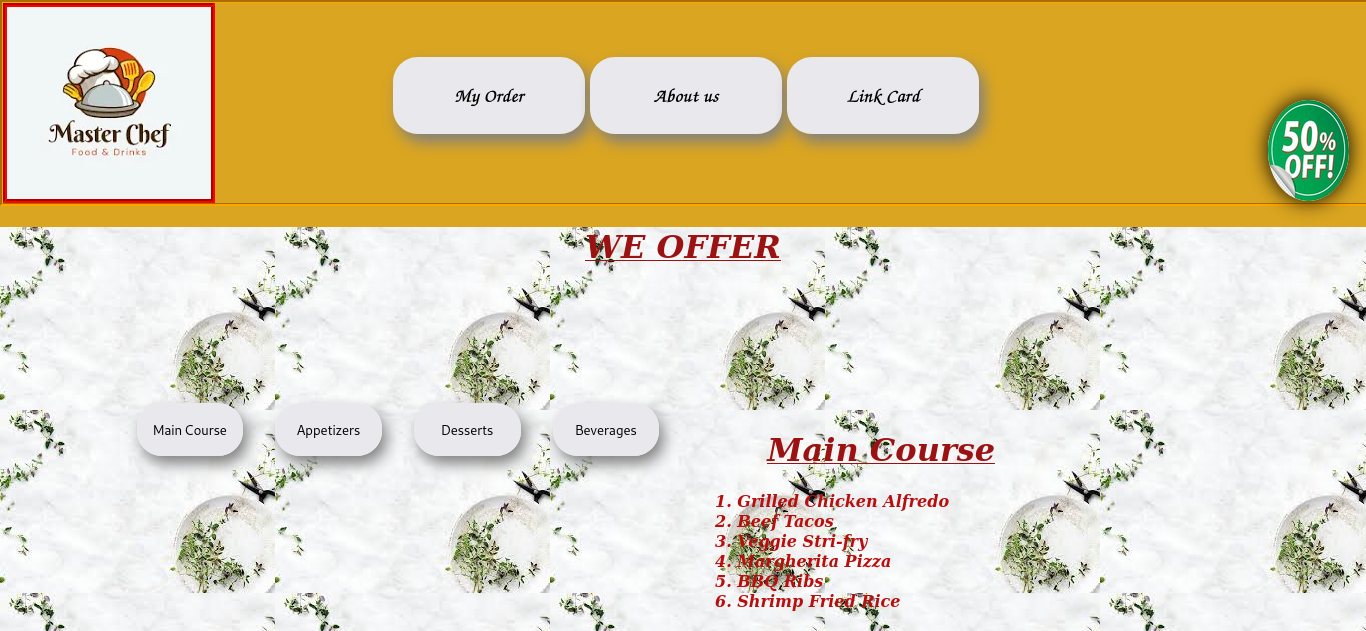 Master Chef
Food & Drinks
My Order
About us
Link Card
50%
OFF!
WE OFFER
Main Course
Appetizers
Desserts
Beverages
Main Course
1. Grilled Chicken Alfredo
2. Beef Tacos
3. Veggie Stri-fry
4. Margherita Pizza
5. BBQ Ribs
6. Shrimp Fried Rice